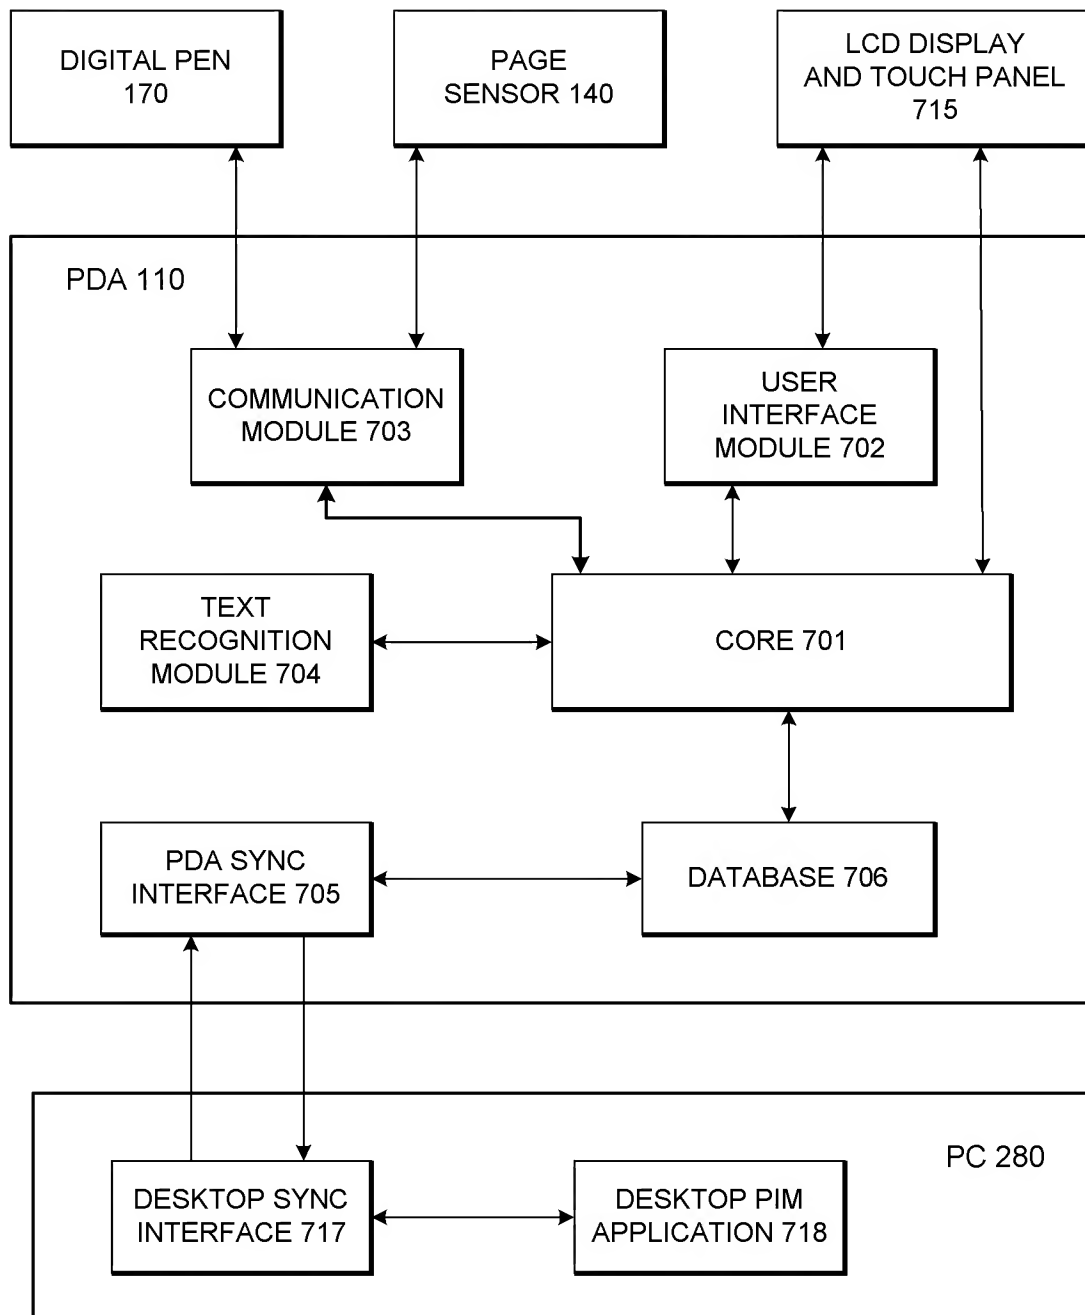 DIGITAL PEN
170
PAGE
SENSOR 140
LCD DISPLAY
AND TOUCH PANEL
715
PDA 110
COMMUNICATION
MODULE 703
USER
INTERFACE
MODULE 702
TEXT
RECOGNITION
MODULE 704
CORE 701
PDA SYNC
INTERFACE 705
DATABASE 706
PC 280
DESKTOP SYNC
INTERFACE 717
DESKTOP PIM
APPLICATION 718